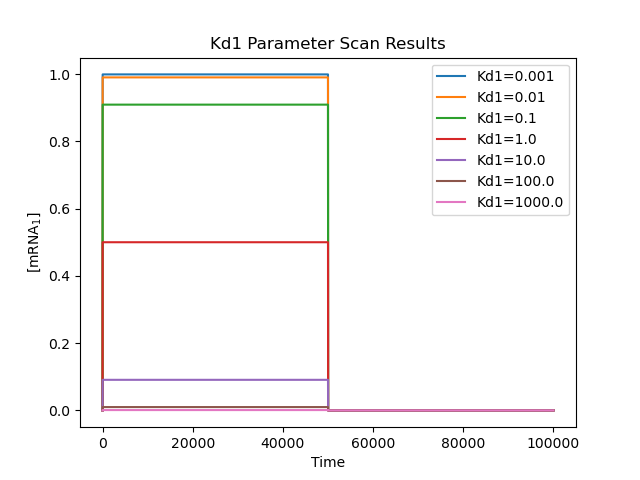 Kd1 Parameter Scan Results
[mRNA₁]
1.0
0.8
0.6
0.4
0.2
0.0
Kd1=0.001
Kd1=0.01
Kd1=0.1
Kd1=1.0
Kd1=10.0
Kd1=100.0
Kd1=1000.0
0 20000 40000 60000 80000 100000
Time